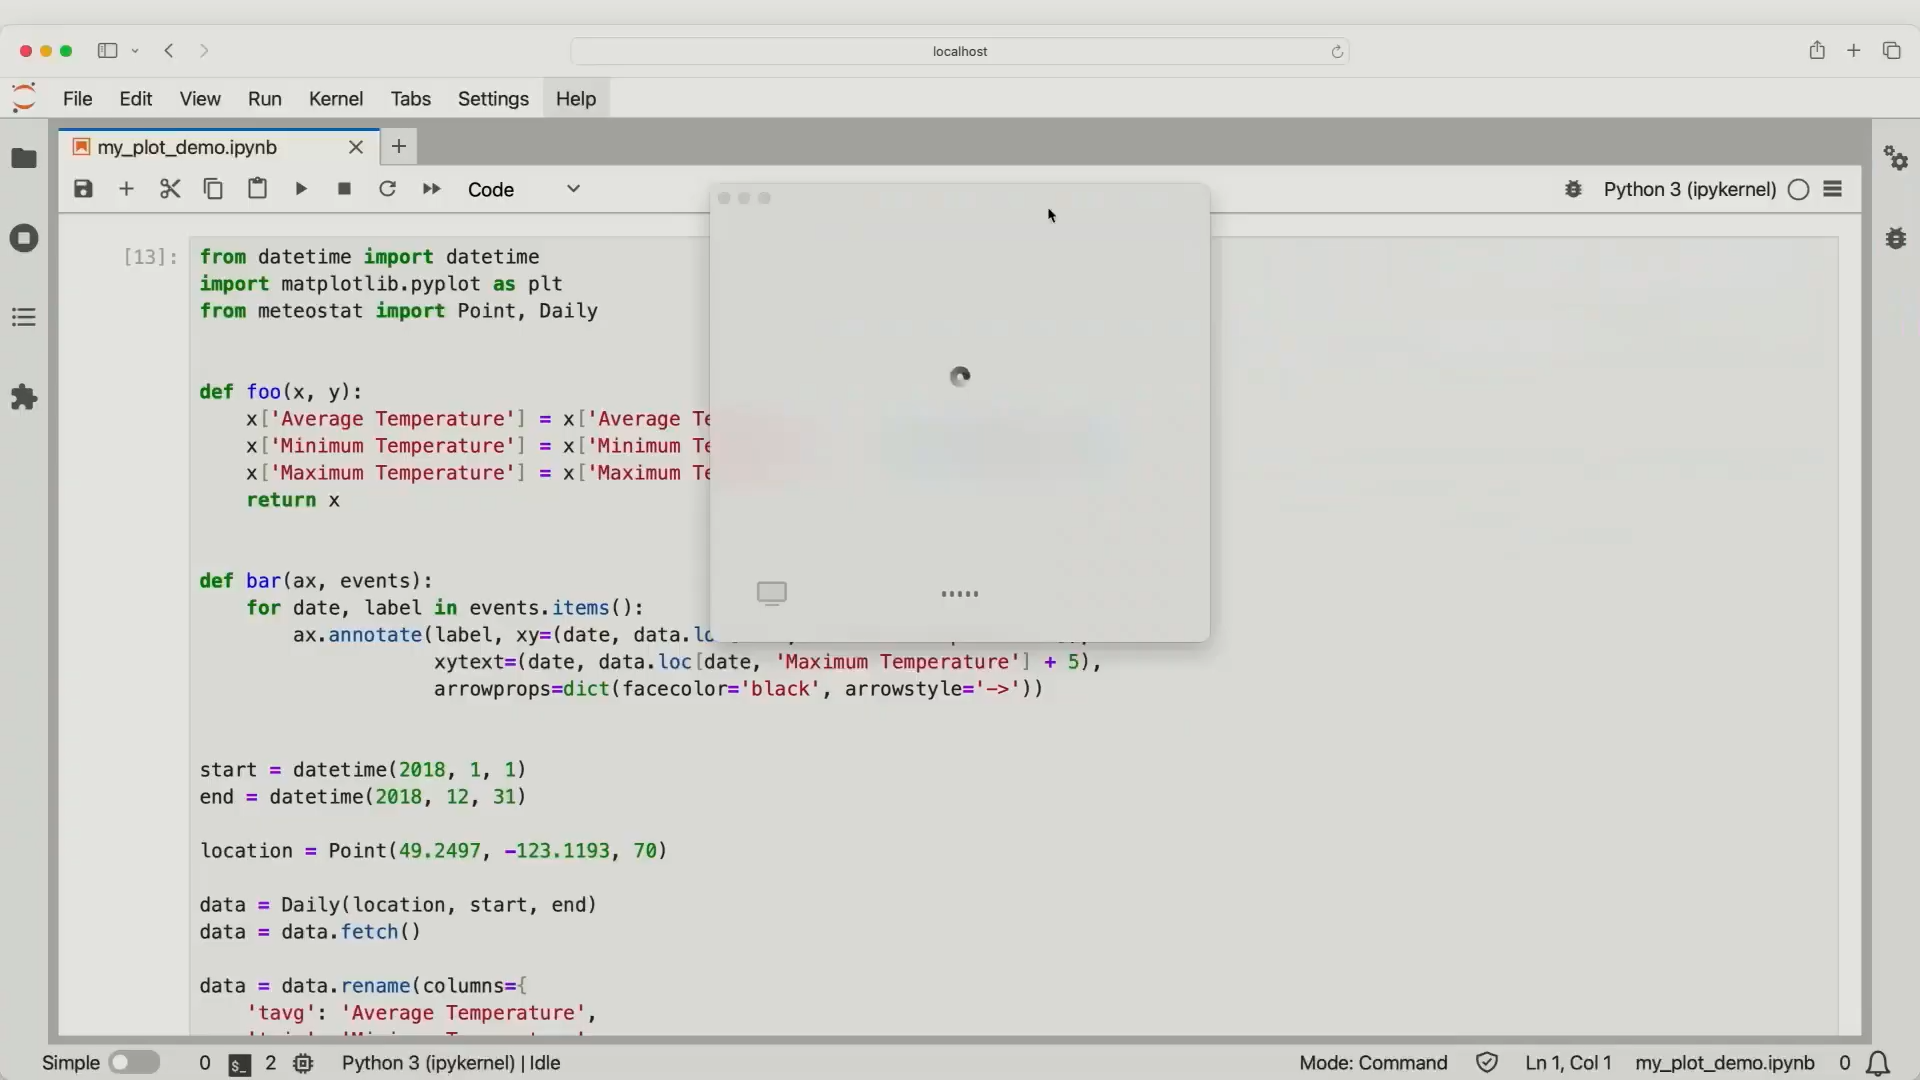 localhost
File Edit View Run Kernel Tabs Settings Help
my_plot_demo.ipynb
Code
Python 3 (ipykernel)
[13]:
from datetime import datetime
import matplotlib.pyplot as plt
from meteostat import Point, Daily
def foo(x, y):
x['Average Temperature'] = x['Average Te
x['Minimum Temperature'] = x['Minimum Te
x['Maximum Temperature'] = x['Maximum Te
return x
def bar(ax, events):
for date, label in events.items():
ax.annotate(label, xy=(date, data.lo
xytext=(date, data.loc[date, 'Maximum Temperature'] + 5),
arrowprops=dict(facecolor='black', arrowstyle='->'))
start = datetime(2018, 1, 1)
end = datetime(2018, 12, 31)
location = Point(49.2497, -123.1193, 70)
data = Daily(location, start, end)
data = data.fetch()
data = data.rename(columns={
'tavg': 'Average Temperature',
Simple 0 $_ 2 Python 3 (ipykernel) | Idle
Mode: Command Ln 1, Col 1 my_plot_demo.ipynb 0